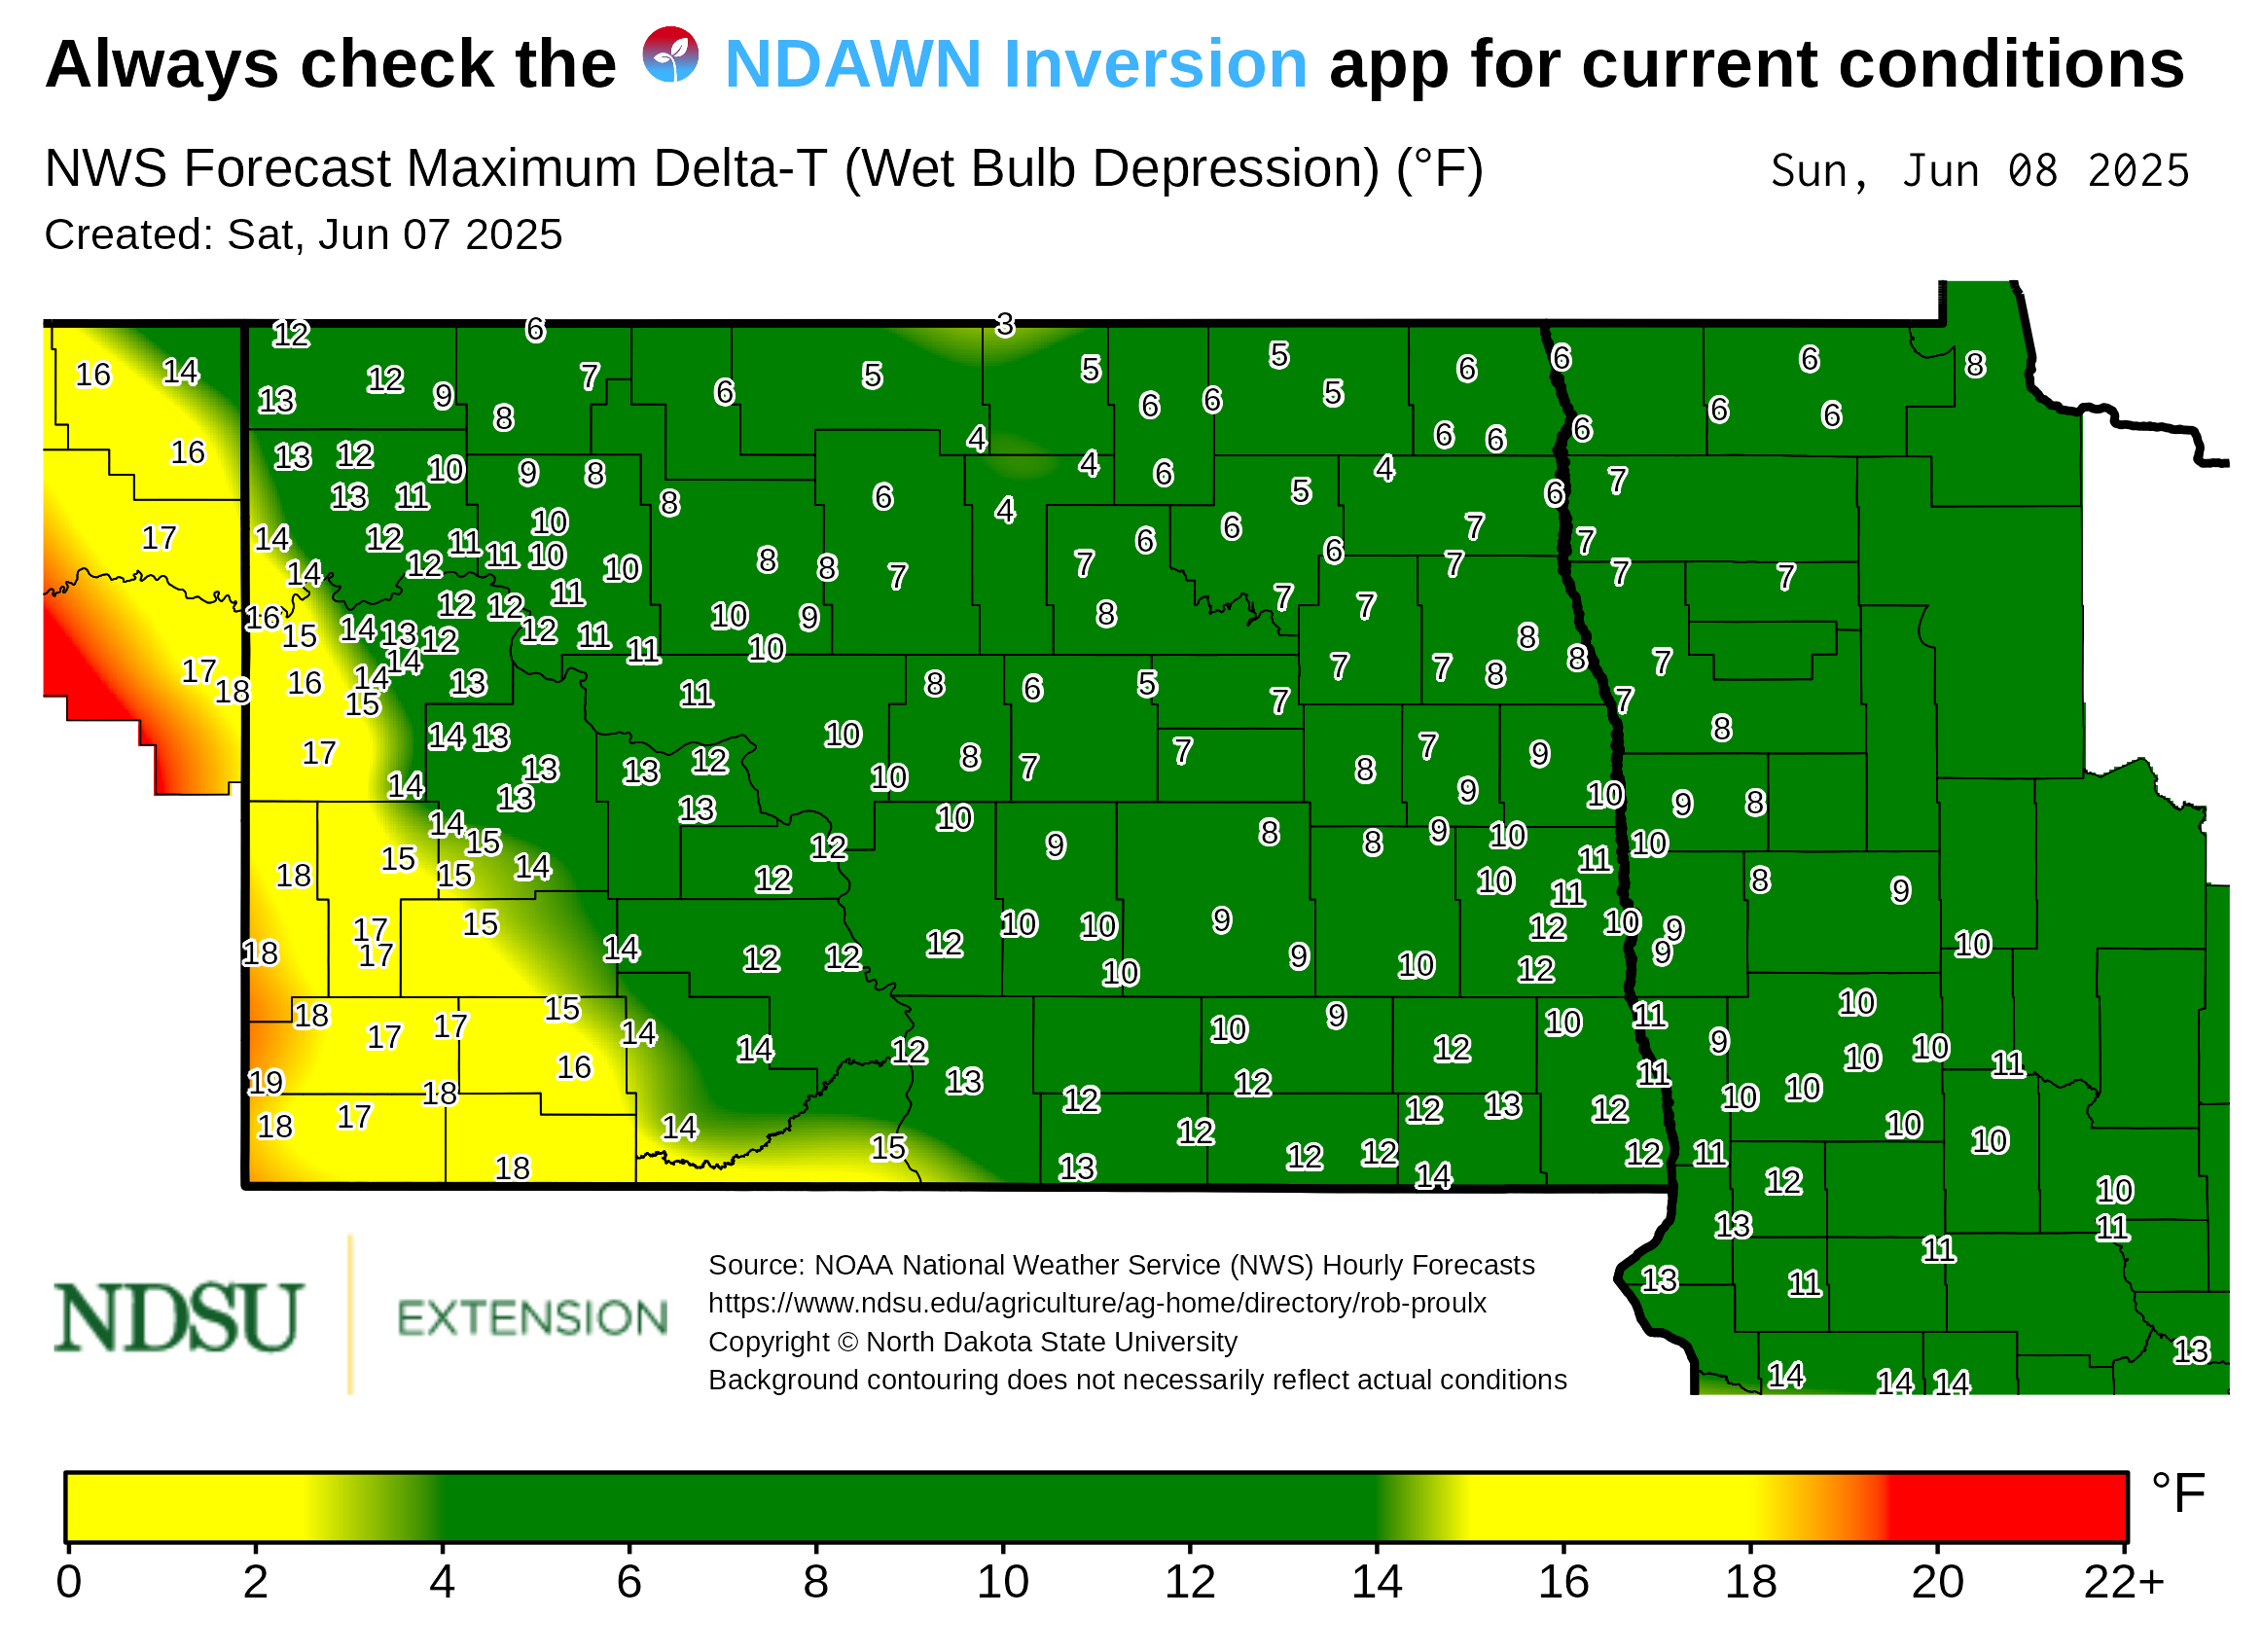 Always check the NDAWN Inversion app for current conditions
NWS Forecast Maximum Delta-T (Wet Bulb Depression) (°F) Sun, Jun 08 2025
Created: Sat, Jun 07 2025
12 6 3
16 14 12 7 5 5 5 6 6 6 8
13 9 8 6 6 6 5 6 6
16 13 12 10 9 8 4 4 6 6 6 6 4
13 11 8 6 4 6 5 6 7
17 14 12 11 10 11 10 6 6 7 7
14 12 10 8 8 7 7 6 7 7 7
16 12 12 11 10 9 8 7 7
15 14 13 12 12 11 11 10 8 8 7
17 18 16 14 14 15 13 11 8 6 5 7 7 7 8 7
17 14 13 10 8 7 7 7 9 8
14 13 13 13 12 10 8 9 10 9 8
14 15 13 12 10 9 8 8 9 10 10
18 15 15 14 12 10 11 11 8 9
17 15 14 12 12 12 10 10 9 12 10 9
18 17 10 9 10 12 9 10
18 17 17 15 14 10 9 12 10 11 9 10
16 14 12 10 10 11
19 18 13 12 11 10 10
18 17 14 12 12 12 13 12 10
18 15 13 12 12 14 12 11 10
12 10
13 11
13 11 11
Source: NOAA National Weather Service (NWS) Hourly Forecasts
https://www.ndsu.edu/agriculture/ag-home/directory/rob-proulx
Copyright © North Dakota State University
Background contouring does not necessarily reflect actual conditions
NDSU EXTENSION
13
14 14 14
°F
0 2 4 6 8 10 12 14 16 18 20 22+